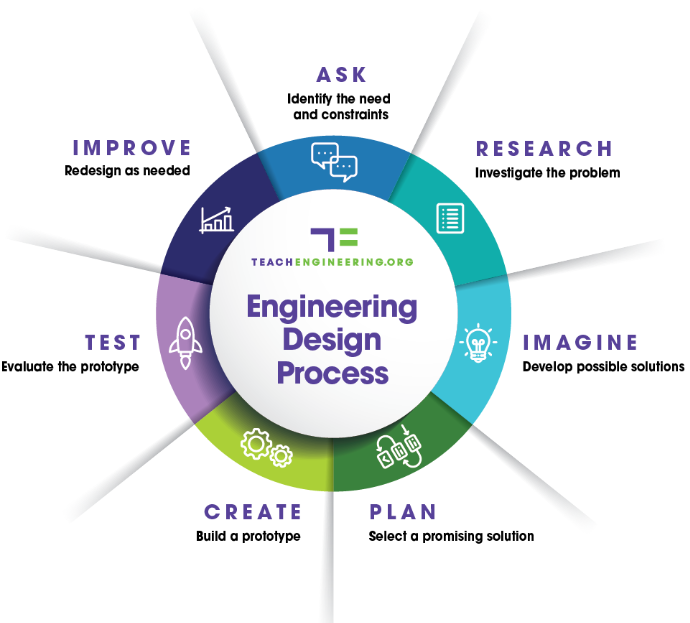 ASK
Identify the need
and constraints
RESEARCH
Investigate the problem
IMAGINE
Develop possible solutions
PLAN
Select a promising solution
CREATE
Build a prototype
TEST
Evaluate the prototype
IMPROVE
Redesign as needed
TE
TEACHENGINEERING.ORG
Engineering
Design
Process